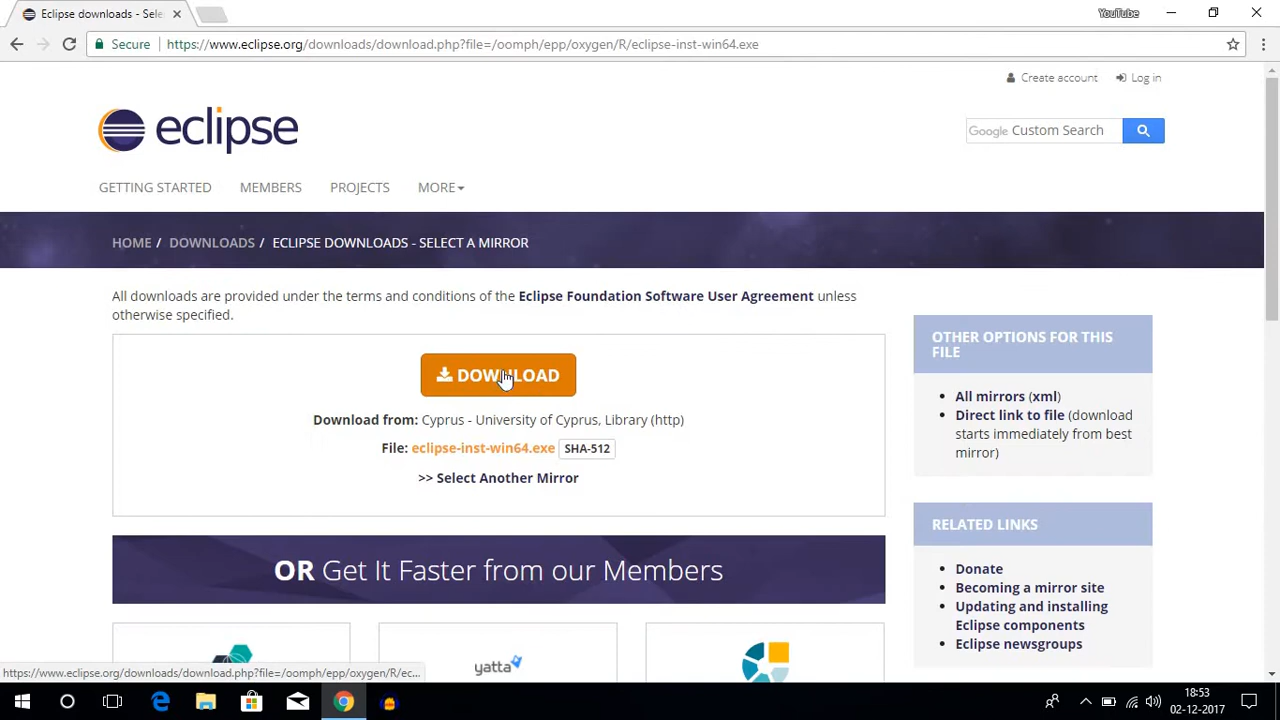 Eclipse downloads - Sele
YouTube
Secure
https://www.eclipse.org/downloads/download.php?file=/oomph/epp/oxygen/R/eclipse-inst-win64.exe
Create account
Log in
eclipse
Google Custom Search
GETTING STARTED
MEMBERS
PROJECTS
MORE
HOME / DOWNLOADS / ECLIPSE DOWNLOADS - SELECT A MIRROR
All downloads are provided under the terms and conditions of the Eclipse Foundation Software User Agreement unless
otherwise specified.
DOWNLOAD
Download from: Cyprus - University of Cyprus, Library (http)
File: eclipse-inst-win64.exe SHA-512
>> Select Another Mirror
OTHER OPTIONS FOR THIS
FILE
All mirrors (xml)
Direct link to file (download
starts immediately from best
mirror)
OR Get It Faster from our Members
RELATED LINKS
Donate
Becoming a mirror site
Updating and installing
Eclipse components
Eclipse newsgroups
yatta
https://www.eclipse.org/downloads/download.php?file=/oomph/epp/oxygen/R/ec...
18:53
02-12-2017